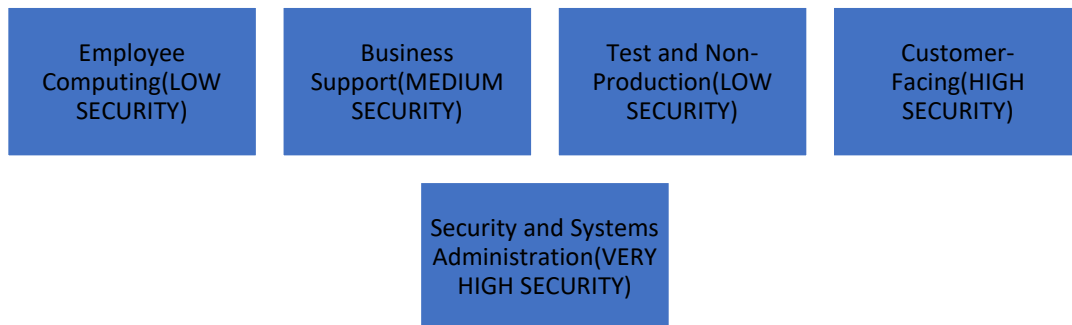 Employee
Computing(LOW
SECURITY)
Business
Support(MEDIUM
SECURITY)
Test and Non-
Production(LOW
SECURITY)
Customer-
Facing(HIGH
SECURITY)
Security and Systems
Administration(VERY
HIGH SECURITY)